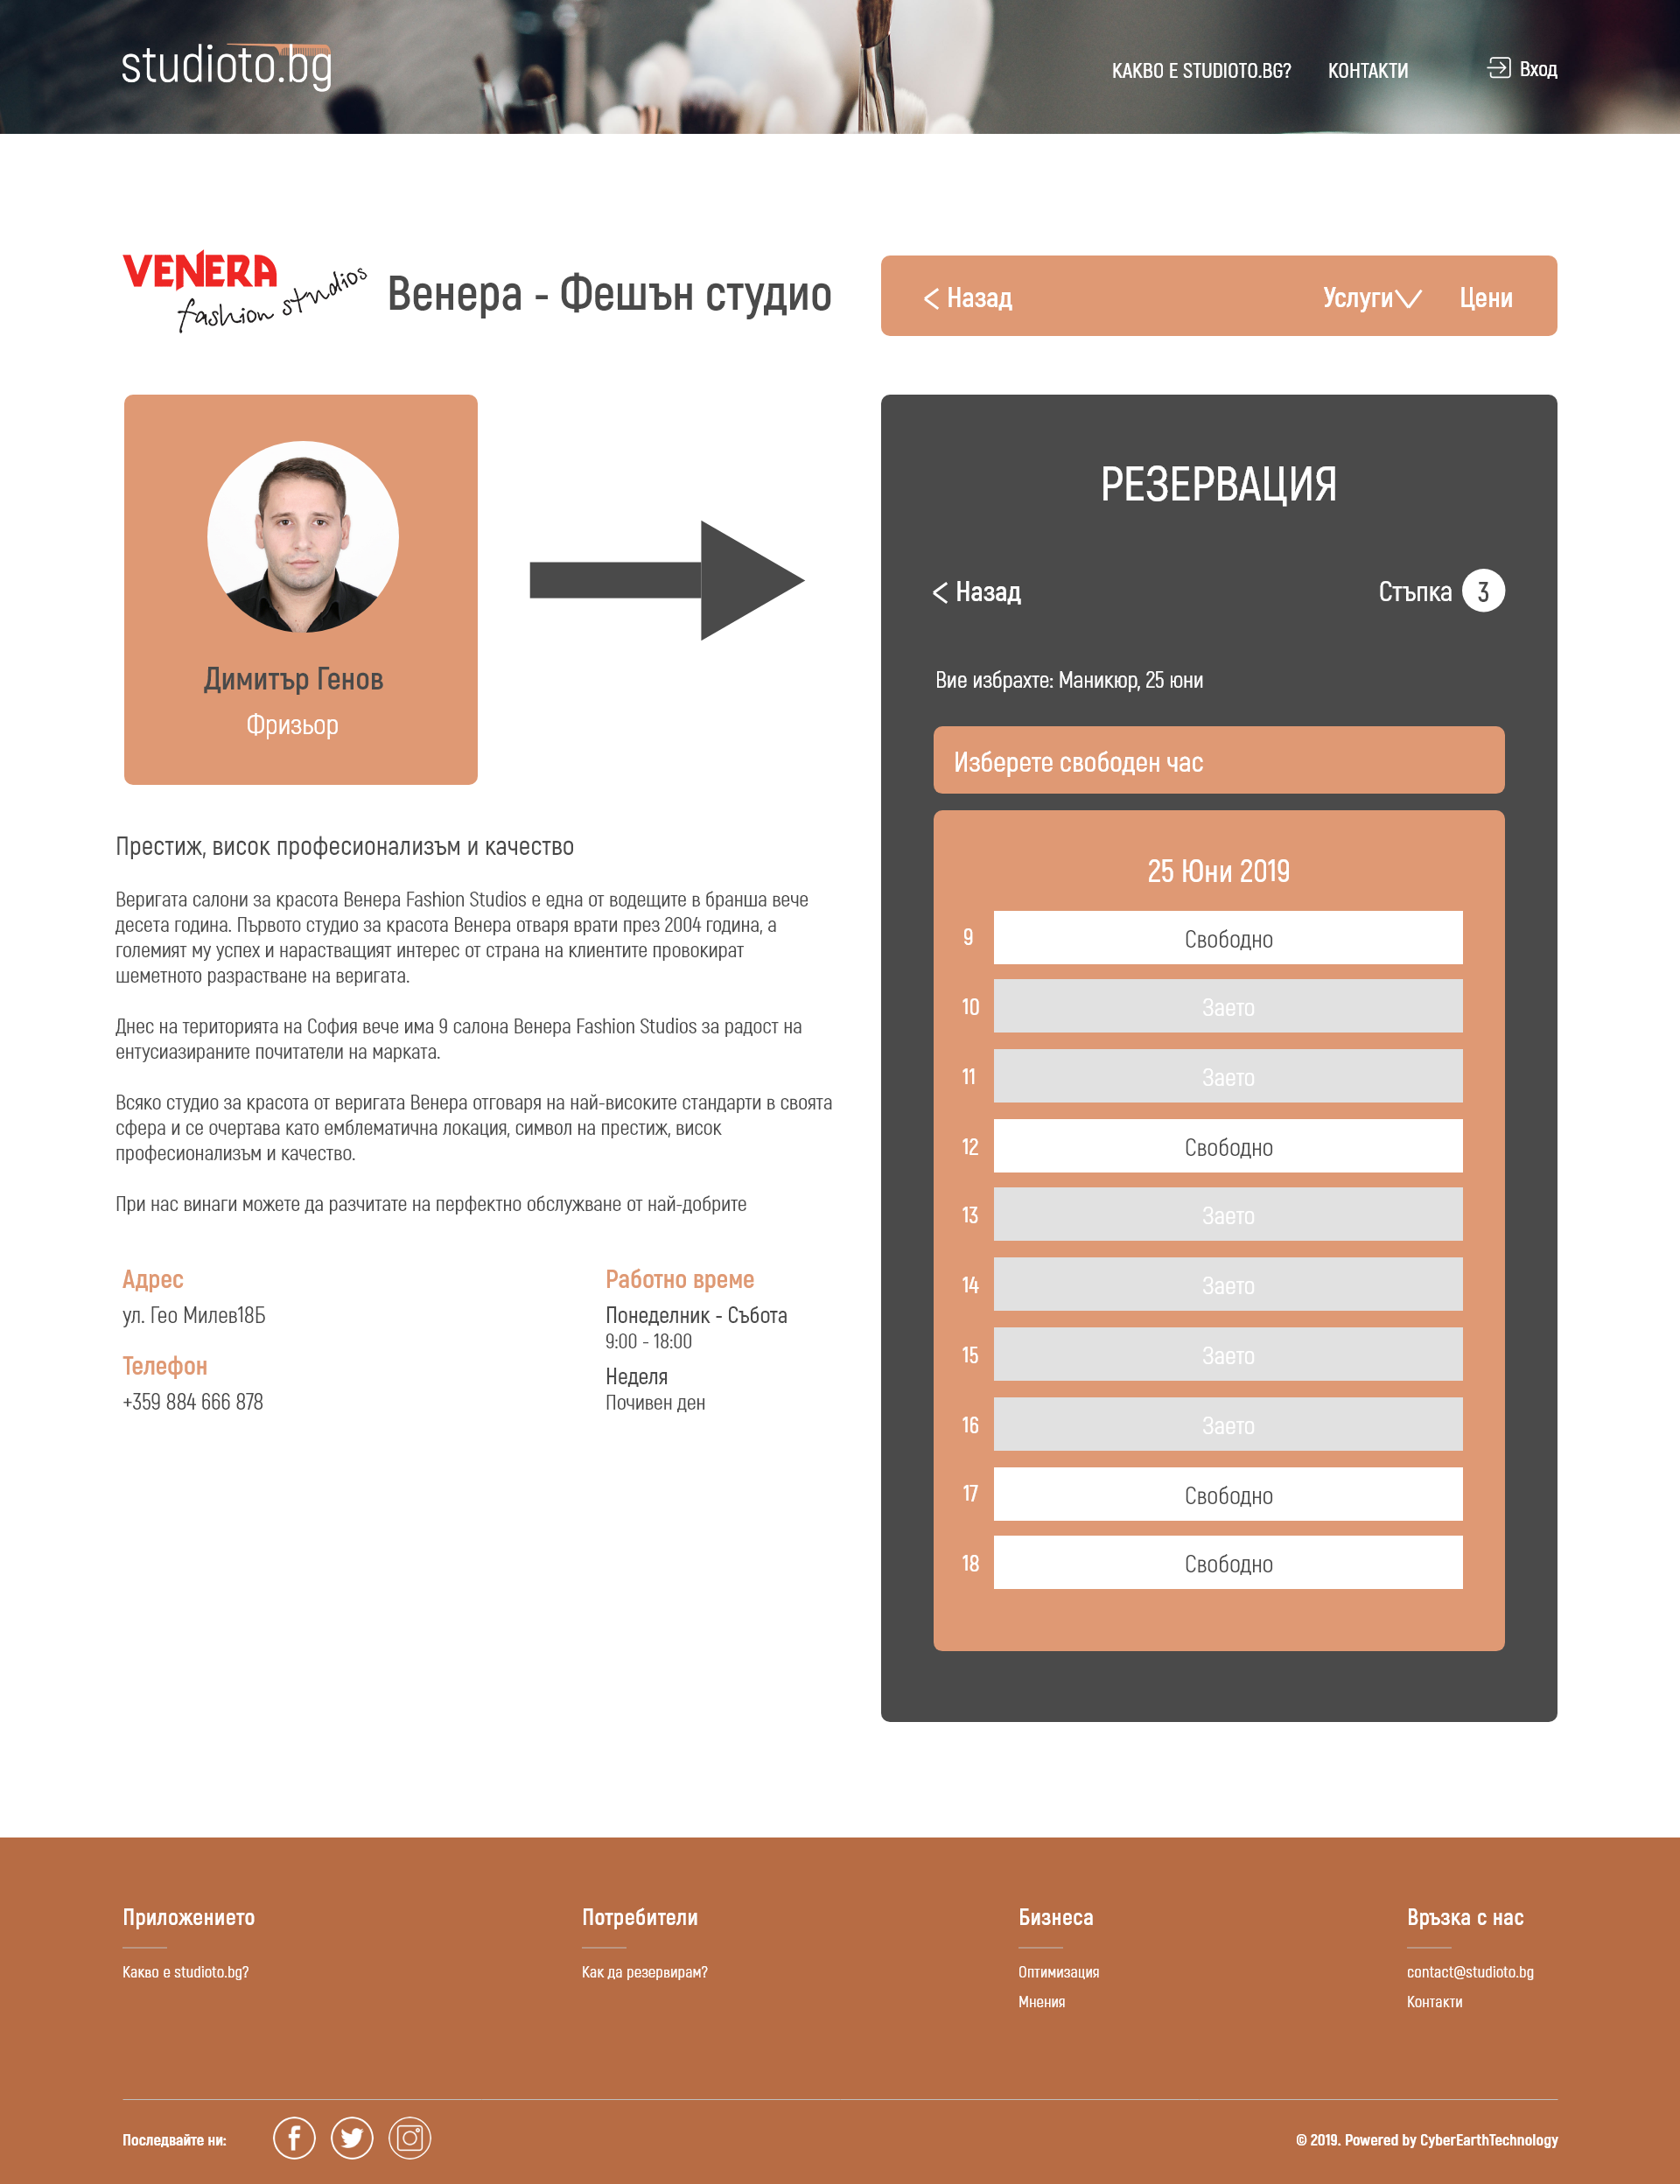 studioto.bg
КАКВО Е STUDIOTO.BG?
КОНТАКТИ
Вход
VENERA
fashion studios
Венера - Фешън студио
Назад
Услуги
Цени
Димитър Генов
Фризьор
Престиж, висок професионализъм и качество
Веригата салони за красота Венера Fashion Studios е една от водещите в бранша вече
десета година. Първото студио за красота Венера отваря врати през 2004 година, а
големият му успех и нарастващият интерес от страна на клиентите провокират
шеметното разрастване на веригата.
Днес на територията на София вече има 9 салона Венера Fashion Studios за радост на
ентусиазираните почитатели на марката.
Всяко студио за красота от веригата Венера отговаря на най-високите стандарти в своята
сфера и се очертава като емблематична локация, символ на престиж, висок
професионализъм и качество.
При нас винаги можете да разчитате на перфектно обслужване от най-добрите
Адрес
ул. Гео Милев18Б
Телефон
+359 884 666 878
Работно време
Понеделник - Събота
9:00 - 18:00
Неделя
Почивен ден
РЕЗЕРВАЦИЯ
Назад
Стъпка 3
Вие избрахте: Маникюр, 25 юни
Изберете свободен час
25 Юни 2019
9 Свободно
10 Заето
11 Заето
12 Свободно
13 Заето
14 Заето
15 Заето
16 Заето
17 Свободно
18 Свободно
Приложението
Какво е studioto.bg?
Потребители
Как да резервирам?
Бизнеса
Оптимизация
Мнения
Връзка с нас
contact@studioto.bg
Контакти
Последвайте ни:
© 2019. Powered by CyberEarthTechnology